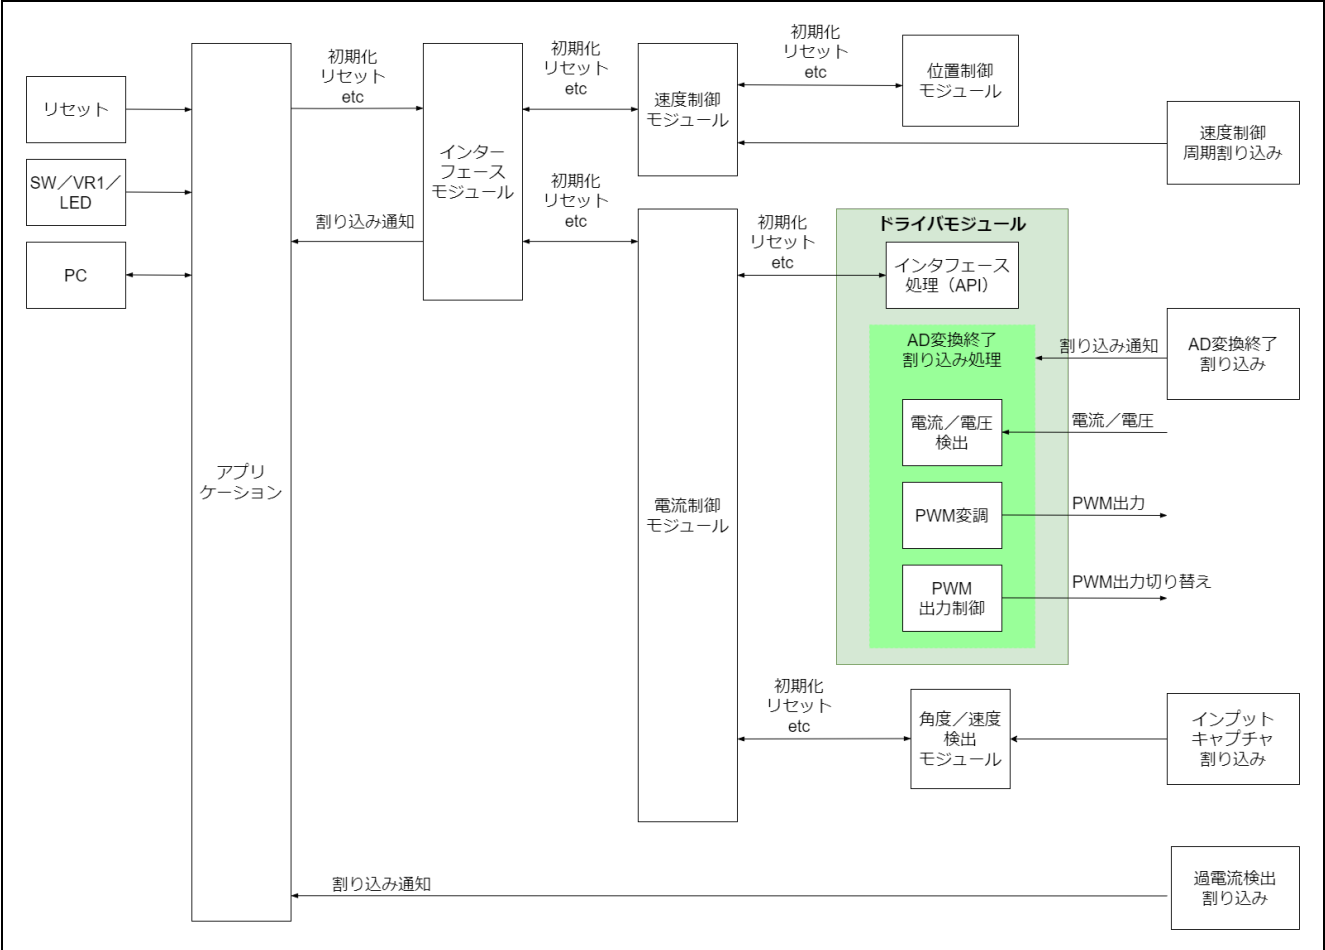 リセット
SW／VR1／
LED
PC
アプリ
ケーション
初期化
リセット
etc
割り込み通知
インター
フェース
モジュール
初期化
リセット
etc
初期化
リセット
etc
速度制御
モジュール
初期化
リセット
etc
位置制御
モジュール
速度制御
周期割り込み
電流制御
モジュール
初期化
リセット
etc
ドライバモジュール
インタフェース
処理（API）
AD変換終了
割り込み処理
割り込み通知
AD変換終了
割り込み
電流／電圧
検出
電流／電圧
PWM変調
PWM出力
PWM
出力制御
PWM出力切り替え
初期化
リセット
etc
角度／速度
検出
モジュール
インプット
キャプチャ
割り込み
割り込み通知
過電流検出
割り込み